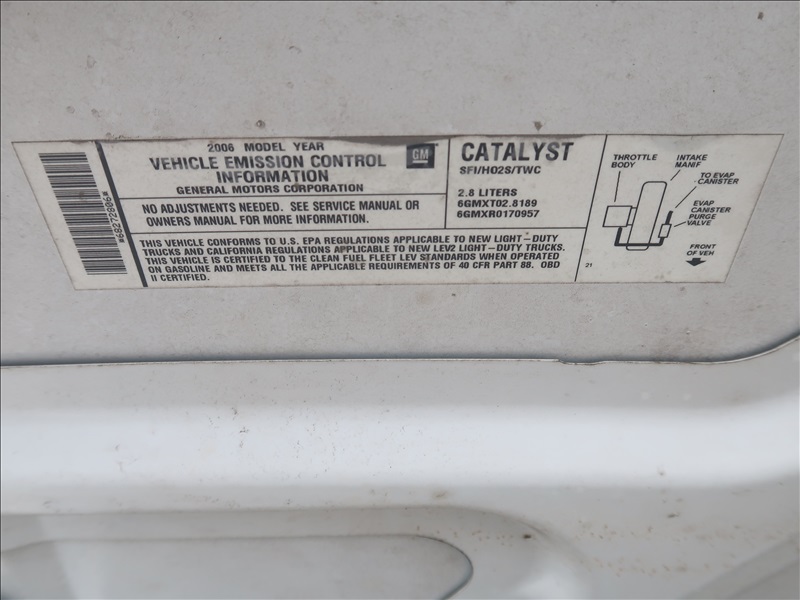 *68272806*
2006 MODEL YEAR
VEHICLE EMISSION CONTROL
INFORMATION
GENERAL MOTORS CORPORATION
GM
NO ADJUSTMENTS NEEDED. SEE SERVICE MANUAL OR
OWNERS MANUAL FOR MORE INFORMATION.
CATALYST
SFI/HO2S/TWC
2.8 LITERS
6GMXT02.8189
6GMXR0170957
THIS VEHICLE CONFORMS TO U.S. EPA REGULATIONS APPLICABLE TO NEW LIGHT-DUTY
TRUCKS AND CALIFORNIA REGULATIONS APPLICABLE TO NEW LEV2 LIGHT-DUTY TRUCKS.
THIS VEHICLE IS CERTIFIED TO THE CLEAN FUEL FLEET LEV STANDARDS WHEN OPERATED
ON GASOLINE AND MEETS ALL THE APPLICABLE REQUIREMENTS OF 40 CFR PART 88. OBD
II CERTIFIED.
21
THROTTLE
BODY
INTAKE
MANIF
TO EVAP
CANISTER
EVAP
CANISTER
PURGE
VALVE
FRONT
OF VEH